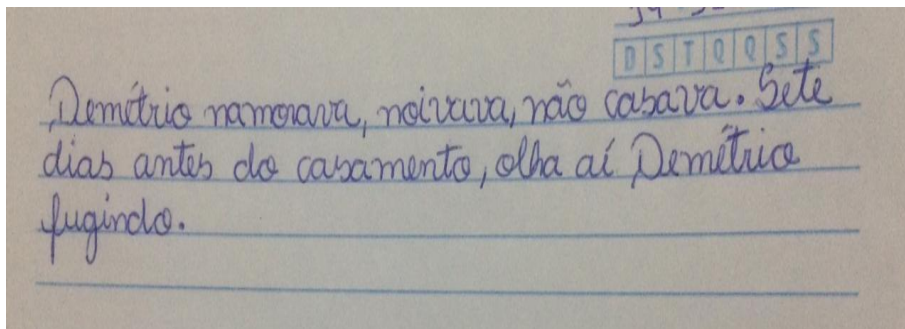 D S T Q Q S S
Demétrio namorava, noivava, não casava. Sete
dias antes do casamento, olha aí Demétrio
fugindo.